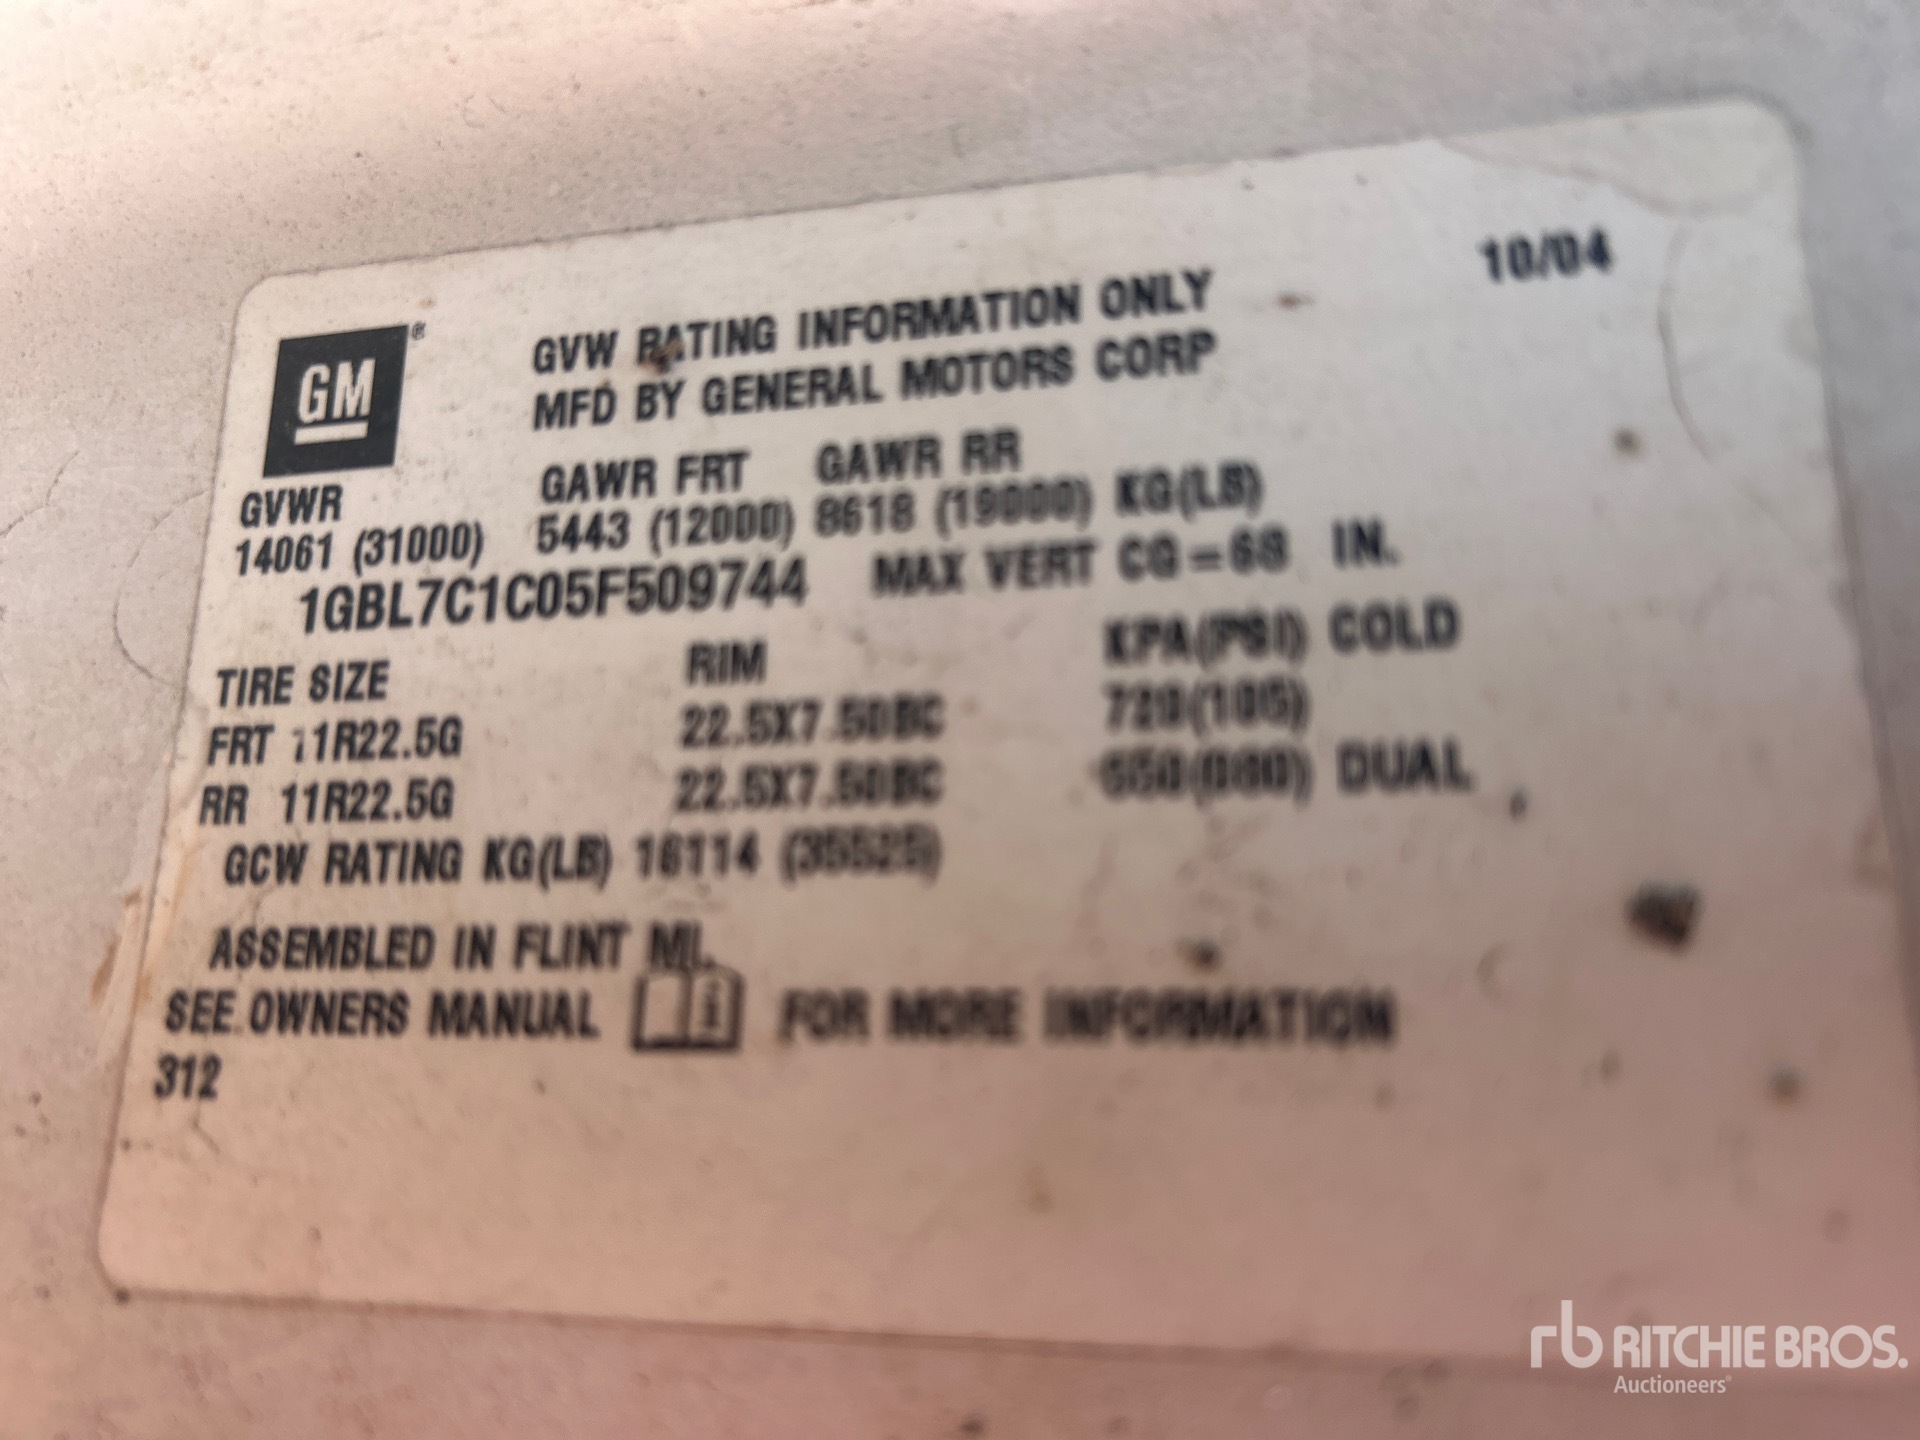 10/04
GM®
GVW RATING INFORMATION ONLY
MFD BY GENERAL MOTORS CORP
GVWR GAWR FRT GAWR RR
14061 (31000) 5443 (12000) 8618 (19000) KG(LB)
1GBL7C1C05F509744 MAX VERT CG=68 IN.
TIRE SIZE RIM KPA(PSI) COLD
FRT 11R22.5G 22.5X7.50BC 720(105)
RR 11R22.5G 22.5X7.50BC DUAL
GCW RATING KG(LB) 16114 (35525)
ASSEMBLED IN FLINT MI.
SEE OWNERS MANUAL FOR MORE INFORMATION
312
rb RITCHIE BROS.
Auctioneers